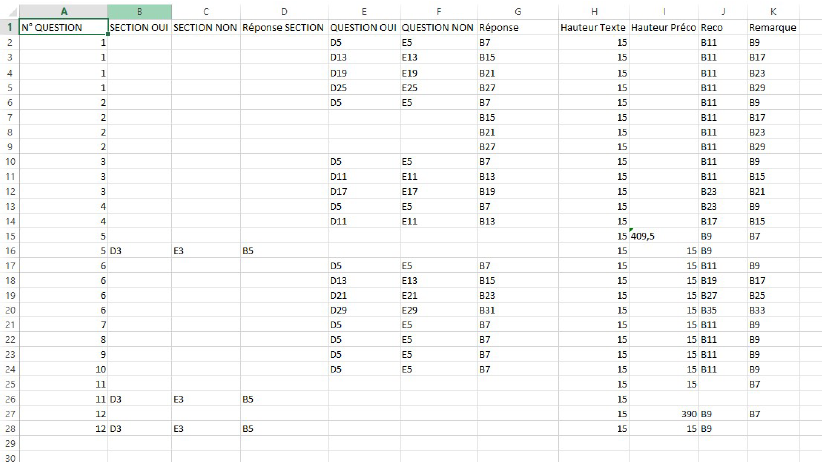 A B C D E F G H I J K
1 N° QUESTION SECTION OUI SECTION NON Réponse SECTION QUESTION OUI QUESTION NON Réponse Hauteur Texte Hauteur Préco Reco Remarque
2 1 D5 E5 B7 15 B11 B9
3 1 D13 E13 B15 15 B11 B17
4 1 D19 E19 B21 15 B11 B23
5 1 D25 E25 B27 15 B11 B29
6 2 D5 E5 B7 15 B11 B9
7 2 B15 15 B11 B17
8 2 B21 15 B11 B23
9 2 B27 15 B11 B29
10 3 D5 E5 B7 15 B11 B9
11 3 D11 E11 B13 15 B11 B15
12 3 D17 E17 B19 15 B23 B21
13 4 D5 E5 B7 15 B23 B9
14 4 D11 E11 B13 15 B17 B15
15 5 15 409,5 B9 B7
16 5 D3 E3 B5 15 15 B9
17 6 D5 E5 B7 15 15 B11 B9
18 6 D13 E13 B15 15 15 B19 B17
19 6 D21 E21 B23 15 15 B27 B25
20 6 D29 E29 B31 15 15 B35 B33
21 7 D5 E5 B7 15 15 B11 B9
22 8 D5 E5 B7 15 15 B11 B9
23 9 D5 E5 B7 15 15 B11 B9
24 10 D5 E5 B7 15 15 B11 B9
25 11 15 15 B7
26 11 D3 E3 B5 15
27 12 15 390 B9 B7
28 12 D3 E3 B5 15 15 B9
29
30